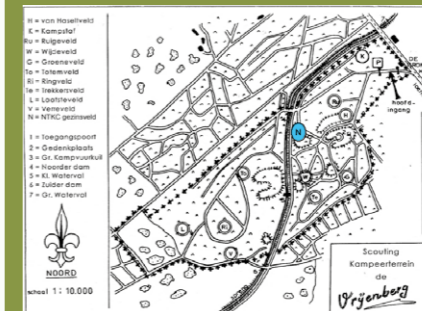 H = von Hasellveld
K = Kampstaf
Ru = Ruigeveld
W = Wijdeveld
G = Groeneveld
To = Totemveld
Ri = Ringveld
Te = Trekkersveld
L = Laatsteveld
V = Veneveld
N = NTKC gezinsveld
1 = Toegangspoort
2 = Gedenkplaats
3 = Gr. Kampvuurkuil
4 = Noorder dam
5 = Kl. Waterval
6 = Zuider dam
7 = Gr. Waterval
NOORD
schaal 1: 10.000
K
P
DE
hoofd-
ingang
H
N
Scouting
Kampeerterrein
de
Vrijenberg